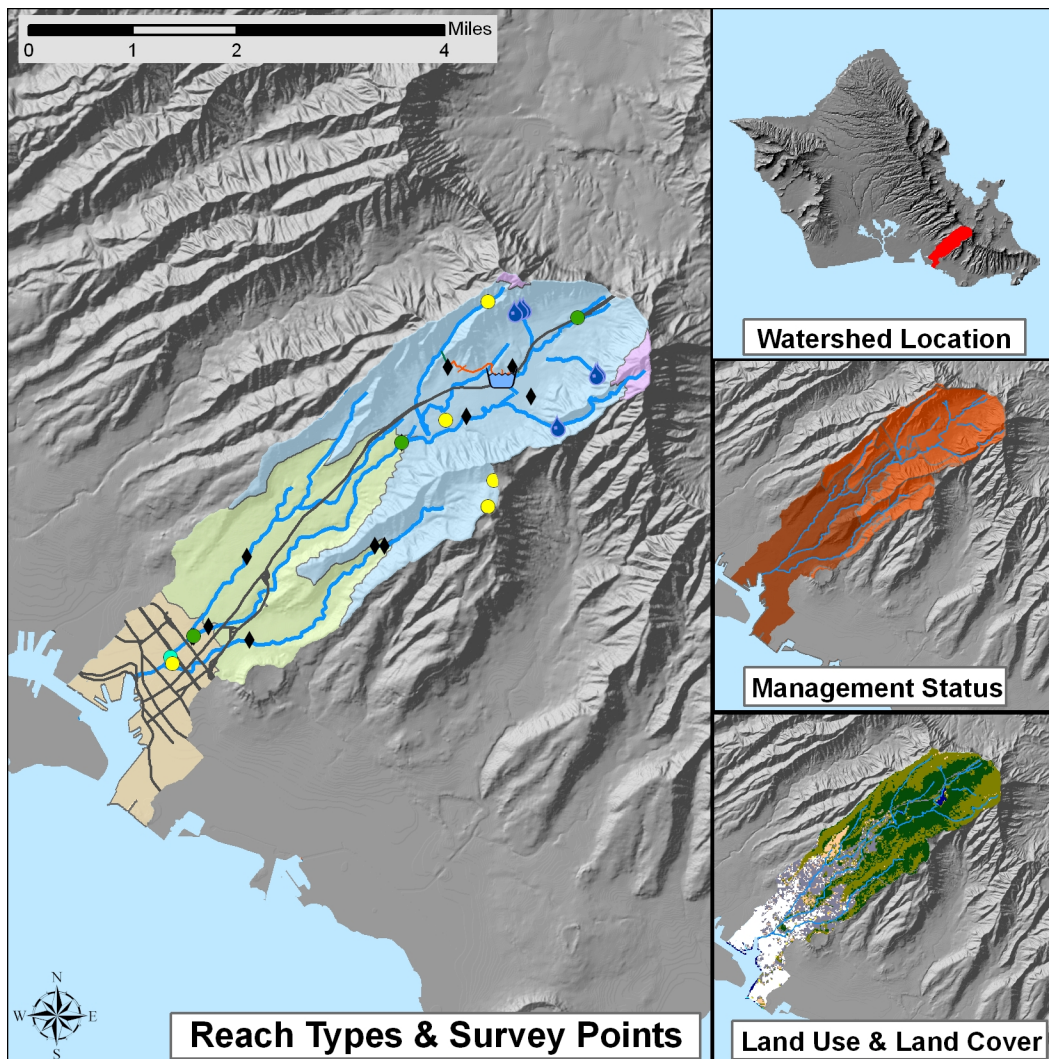 Miles
0 1 2 4
N
W E
S
Reach Types & Survey Points
Watershed Location
Management Status
Land Use & Land Cover